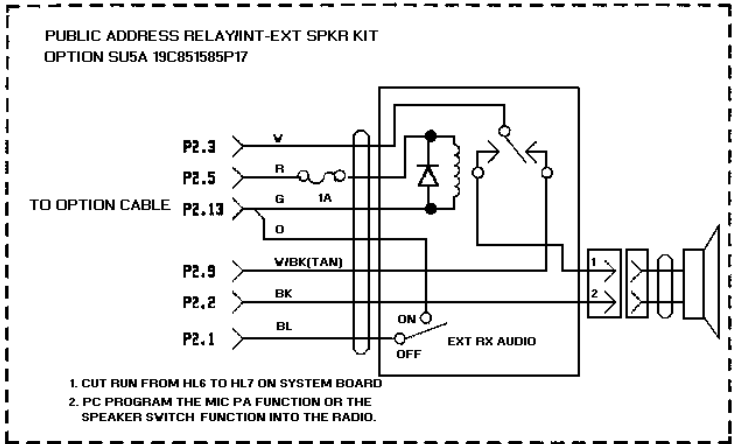 PUBLIC ADDRESS RELAY/INT-EXT SPKR KIT
OPTION SU5A 19C851585P17
P2.3 W
P2.5 R
1A
TO OPTION CABLE P2.13 G
O
P2.9 W/BK(TAN)
1
P2.2 BK
2
ON
P2.1 BL
EXT RX AUDIO
OFF
1. CUT RUN FROM HL6 TO HL7 ON SYSTEM BOARD
2. PC PROGRAM THE MIC PA FUNCTION OR THE
SPEAKER SWITCH FUNCTION INTO THE RADIO.